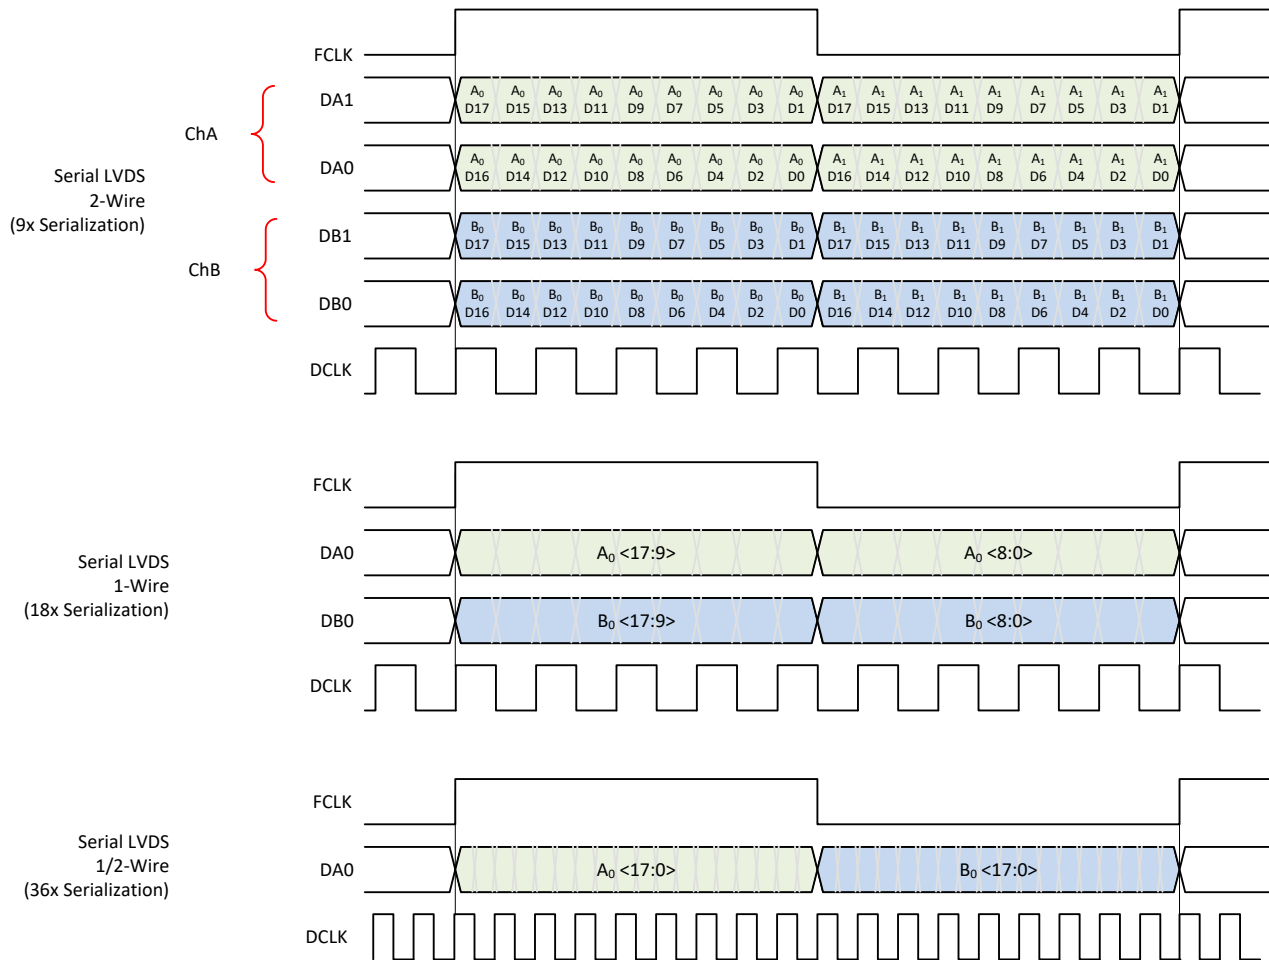 FCLK
DA1
A₀ A₀ A₀ A₀ A₀ A₀ A₀ A₀ A₀ A₁ A₁ A₁ A₁ A₁ A₁ A₁ A₁ A₁
D17 D15 D13 D11 D9 D7 D5 D3 D1 D17 D15 D13 D11 D9 D7 D5 D3 D1
ChA
DA0
A₀ A₀ A₀ A₀ A₀ A₀ A₀ A₀ A₀ A₁ A₁ A₁ A₁ A₁ A₁ A₁ A₁ A₁
D16 D14 D12 D10 D8 D6 D4 D2 D0 D16 D14 D12 D10 D8 D6 D4 D2 D0
Serial LVDS
2-Wire
(9x Serialization)
DB1
B₀ B₀ B₀ B₀ B₀ B₀ B₀ B₀ B₀ B₁ B₁ B₁ B₁ B₁ B₁ B₁ B₁ B₁
D17 D15 D13 D11 D9 D7 D5 D3 D1 D17 D15 D13 D11 D9 D7 D5 D3 D1
ChB
DB0
B₀ B₀ B₀ B₀ B₀ B₀ B₀ B₀ B₀ B₁ B₁ B₁ B₁ B₁ B₁ B₁ B₁ B₁
D16 D14 D12 D10 D8 D6 D4 D2 D0 D16 D14 D12 D10 D8 D6 D4 D2 D0
DCLK
FCLK
DA0 A₀ <17:9> A₀ <8:0>
Serial LVDS
1-Wire
(18x Serialization)
DB0 B₀ <17:9> B₀ <8:0>
DCLK
FCLK
Serial LVDS
1/2-Wire
(36x Serialization)
DA0 A₀ <17:0> B₀ <17:0>
DCLK